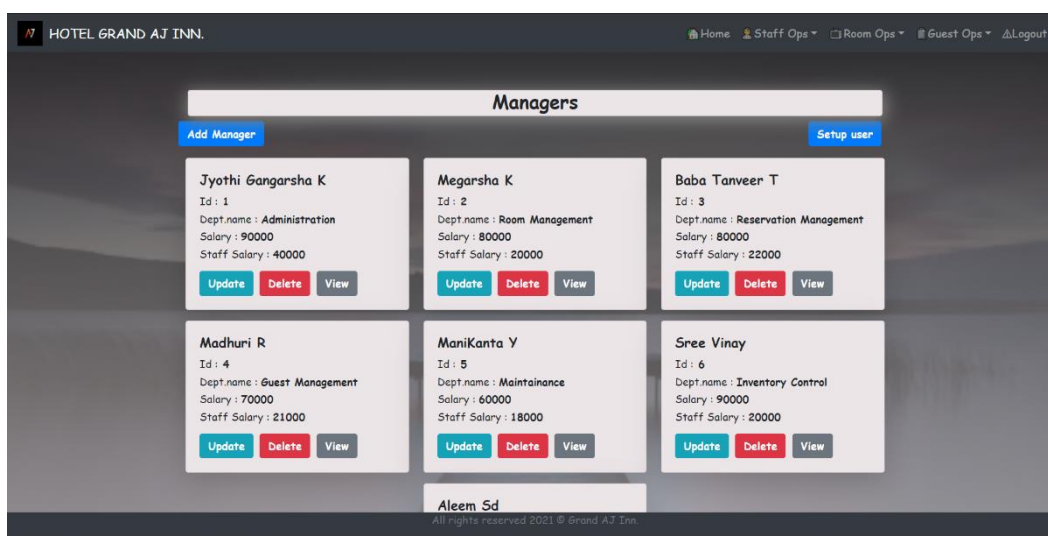 AJ HOTEL GRAND AJ INN.
Home Staff Ops Room Ops Guest Ops Logout
Managers
Add Manager
Setup user
Jyothi Gangarsha K
Id : 1
Dept.name : Administration
Salary : 90000
Staff Salary : 40000
Update Delete View
Megarsha K
Id : 2
Dept.name : Room Management
Salary : 80000
Staff Salary : 20000
Update Delete View
Baba Tanveer T
Id : 3
Dept.name : Reservation Management
Salary : 80000
Staff Salary : 22000
Update Delete View
Madhuri R
Id : 4
Dept.name : Guest Management
Salary : 70000
Staff Salary : 21000
Update Delete View
ManiKanta Y
Id : 5
Dept.name : Maintainance
Salary : 60000
Staff Salary : 18000
Update Delete View
Sree Vinay
Id : 6
Dept.name : Inventory Control
Salary : 90000
Staff Salary : 20000
Update Delete View
Aleem Sd
All rights reserved 2021 © Grand AJ Inn.